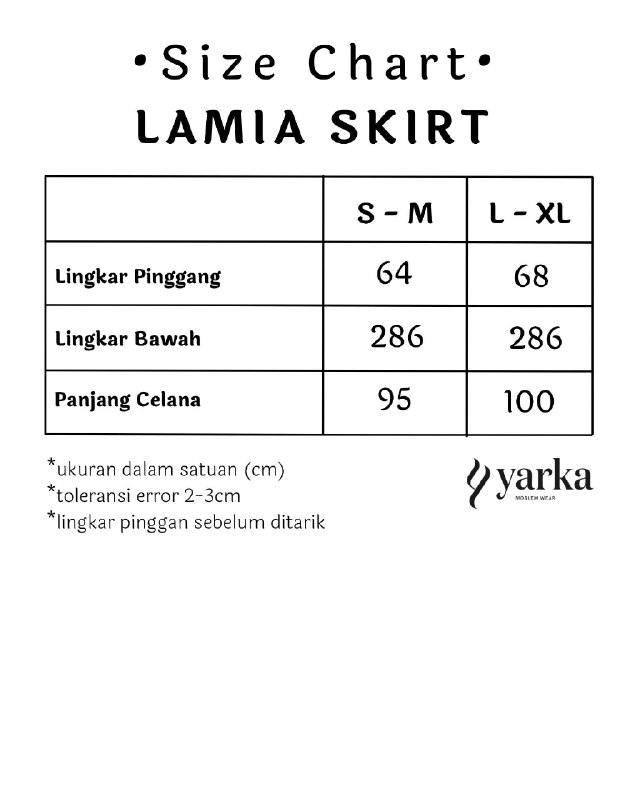 •Size Chart•
LAMIA SKIRT
S - M L - XL
Lingkar Pinggang 64 68
Lingkar Bawah 286 286
Panjang Celana 95 100
*ukuran dalam satuan (cm)
*toleransi error 2-3cm
*lingkar pinggan sebelum ditarik
yarka
MOSLEM WEAR